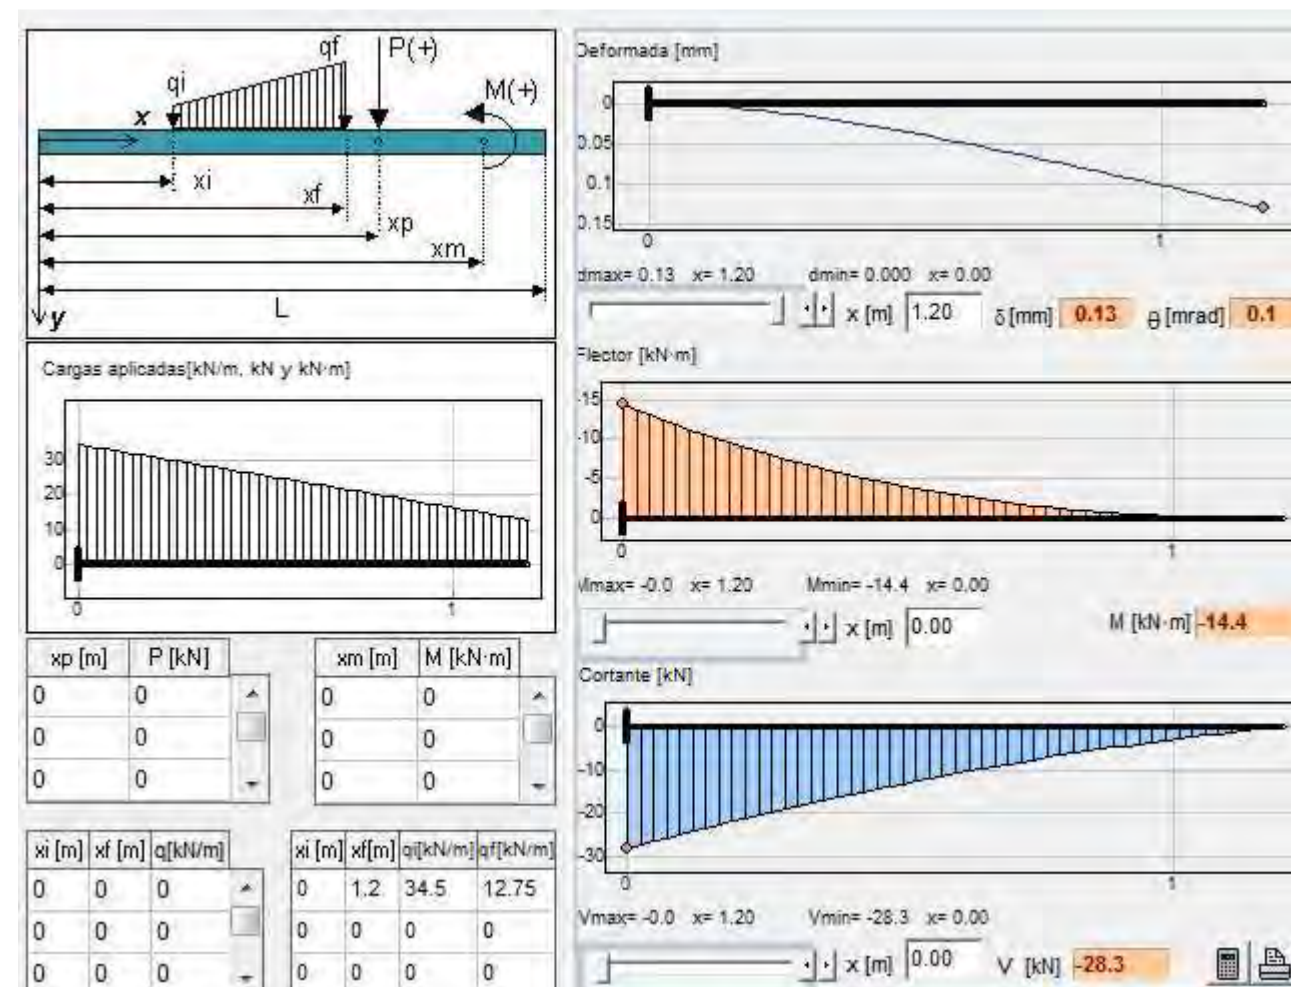 qf P(+)
qi M(+)
x
xi
xf
xp
xm
L
y
Cargas aplicadas[kN/m, kN y kN·m]
30
20
10
0
0 1
xp [m] P [kN]
0 0
0 0
0 0
xm [m] M [kN·m]
0 0
0 0
0 0
xi [m] xf [m] q[kN/m]
0 0 0
0 0 0
0 0 0
xi [m] xf[m] qi[kN/m] qf[kN/m]
0 1.2 34.5 12.75
0 0 0 0
0 0 0 0
Deformada [mm]
0
0.05
0.1
0.15
0 1
dmax= 0.13 x= 1.20 dmin= 0.000 x= 0.00
x [m] 1.20 δ [mm] 0.13 θ [mrad] 0.1
Flector [kN·m]
-15
-10
-5
0
0 1
Mmax= -0.0 x= 1.20 Mmin= -14.4 x= 0.00
x [m] 0.00 M [kN·m] -14.4
Cortante [kN]
0
-10
-20
-30
0 1
Vmax= -0.0 x= 1.20 Vmin= -28.3 x= 0.00
x [m] 0.00 V [kN] -28.3